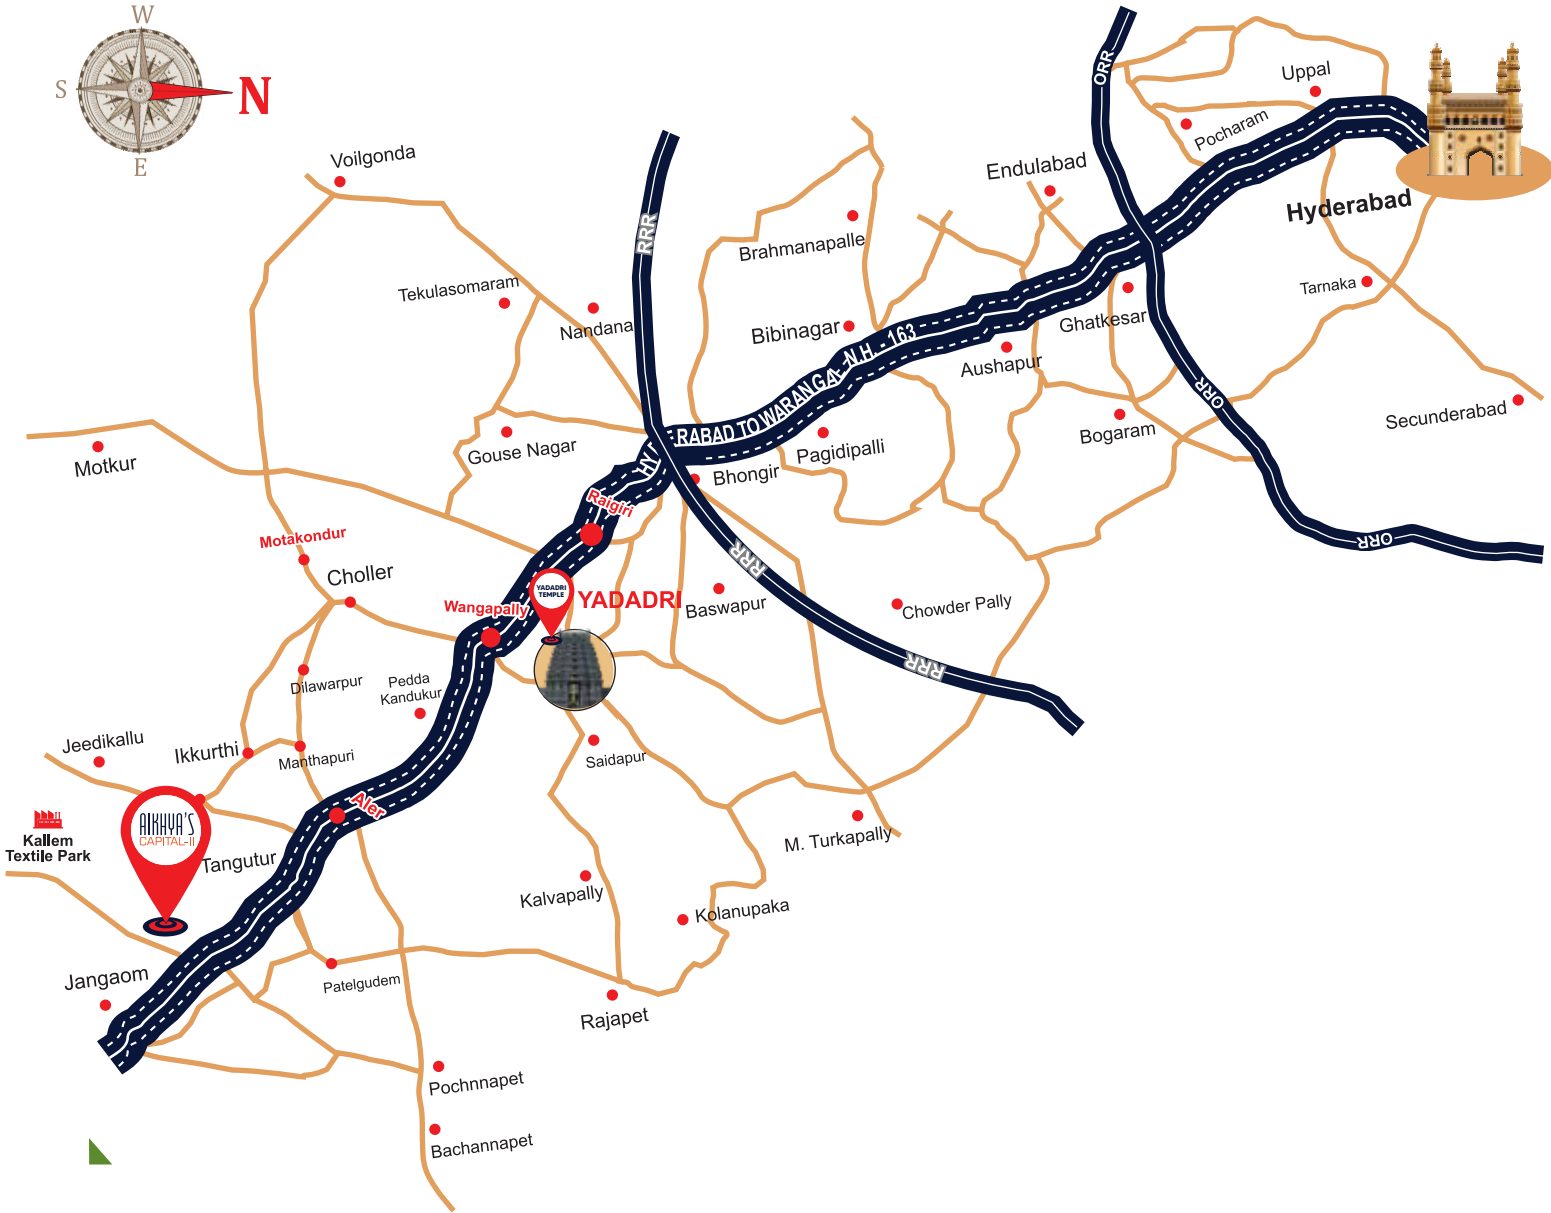 W
S
N
E
Voilgonda
Uppal
Pocharam
ORR
Endulabad
Hyderabad
RRR
Brahmanapalle
Tekulasomaram
Nandana
Bibinagar
Tarnaka
Ghatkesar
Aushapur
N.H. - 163
HY
ERABAD TO WARANGA
Secunderabad
ORR
Bogaram
Pagidipalli
Gouse Nagar
Bhongir
Motkur
Raigiri
Motakondur
ORR
RRR
Choller
Wangapally
YADADRI
TEMPLE
YADADRI
Baswapur
Chowder Pally
RRR
Dilawarpur
Pedda
Kandukur
Jeedikallu
Ikkurthi
Manthapuri
Saidapur
Aler
AIKHYA'S
CAPITAL-II
Kallem
Textile Park
Tangutur
M. Turkapally
Kalvapally
Kolanupaka
Jangaom
Patelgudem
Rajapet
Pochnnapet
Bachannapet